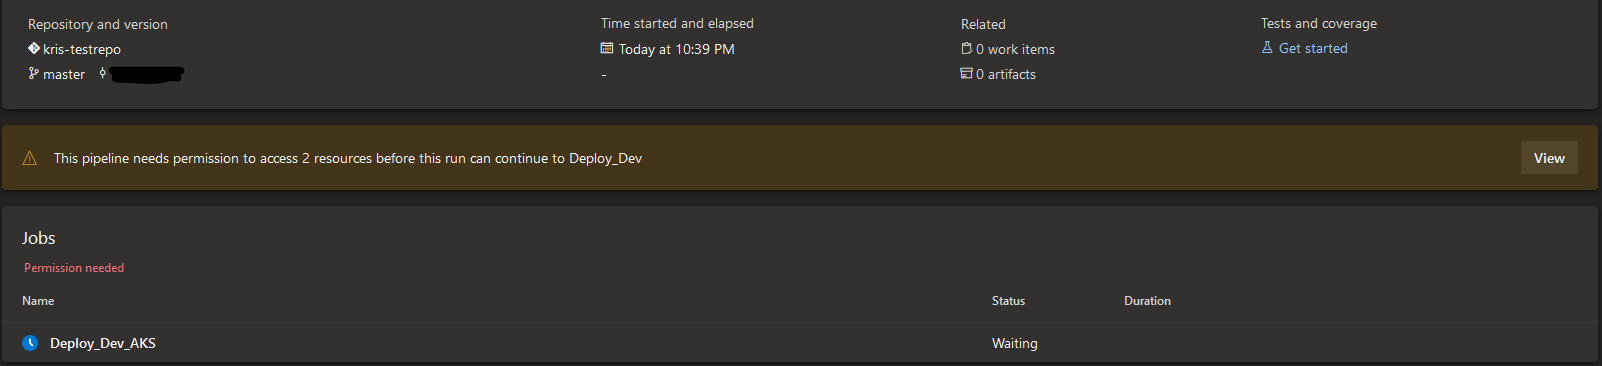 Repository and version
kris-testrepo
master
Time started and elapsed
Today at 10:39 PM
-
Related
0 work items
0 artifacts
Tests and coverage
Get started
This pipeline needs permission to access 2 resources before this run can continue to Deploy_Dev
View
Jobs
Permission needed
Name Status Duration
Deploy_Dev_AKS Waiting